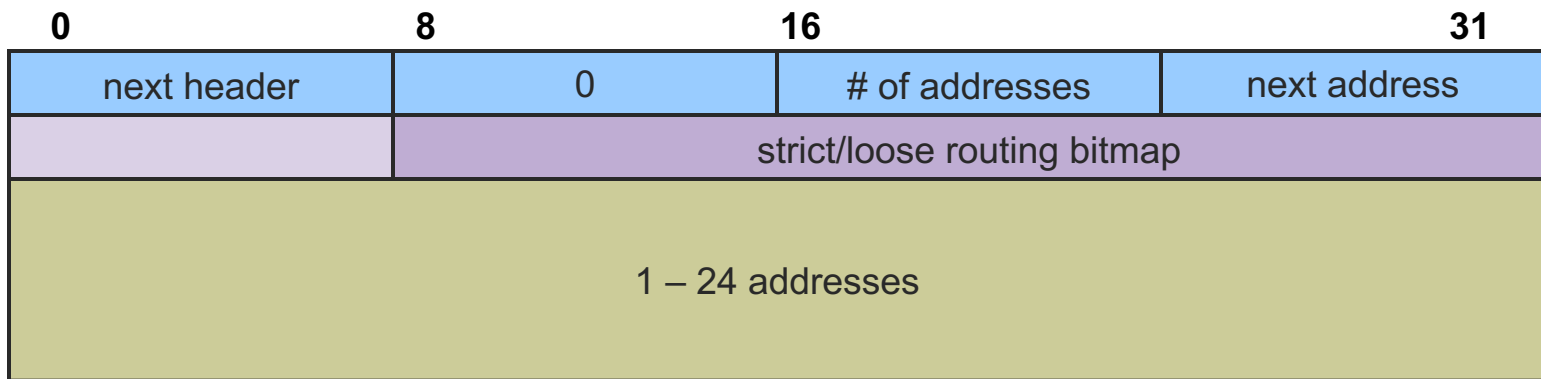 0 8 16 31
next header 0 # of addresses next address
strict/loose routing bitmap
1 – 24 addresses